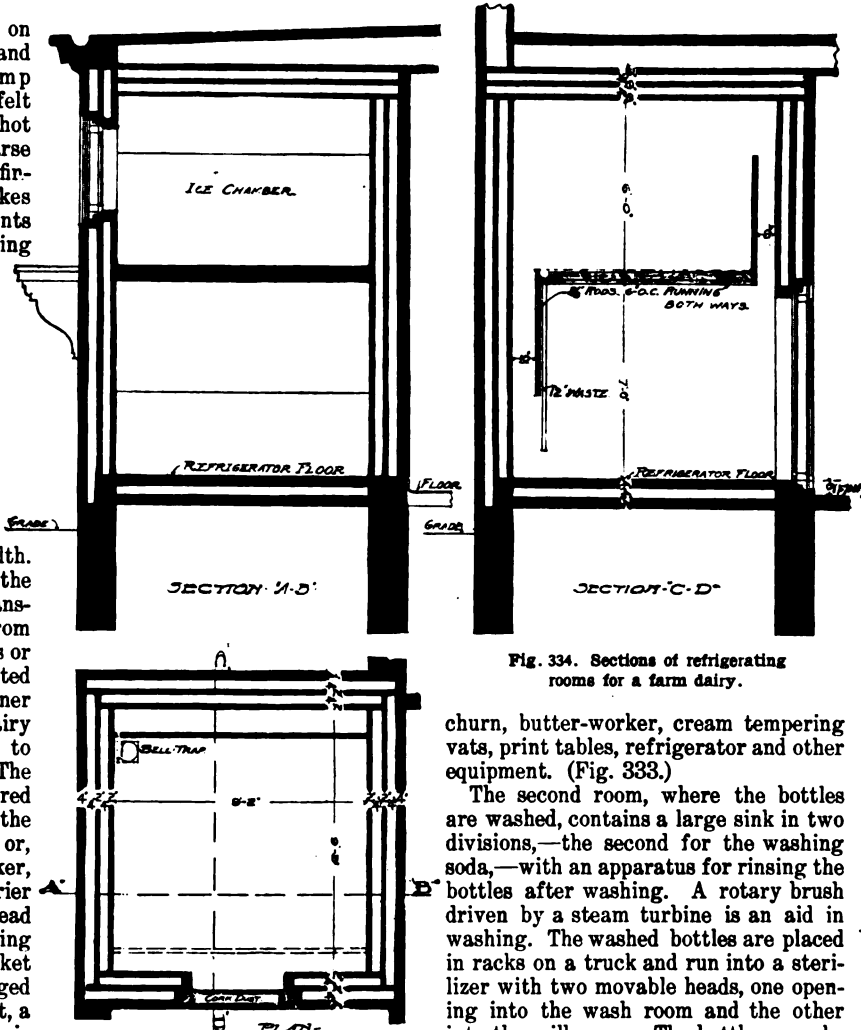 on
and
mp
felt
hot
arse
fir-
kes
nts
ing
ICE CHAMBER
REFRIGERATOR FLOOR
FLOOR
GRADE
SECTION "A-B"
6'-0"
6"
RODS 6" O.C. RUNNING
BOTH WAYS
6"
1½" WASTE
7'-0"
REFRIGERATOR FLOOR
GRADE
SECTION "C-D"
Fig. 334. Sections of refrigerating
rooms for a farm dairy.
dth.
the
ans-
rom
s or
ted
ner
iry
to
The
red
the
or,
ker,
rier
ead
ing
ket
ged
t, a
A
BELL TRAP
A
B
CORK DUST
PLAN
churn, butter-worker, cream tempering
vats, print tables, refrigerator and other
equipment. (Fig. 333.)
The second room, where the bottles
are washed, contains a large sink in two
divisions,—the second for the washing
soda,—with an apparatus for rinsing the
bottles after washing. A rotary brush
driven by a steam turbine is an aid in
washing. The washed bottles are placed
in racks on a truck and run into a steri-
lizer with two movable heads, one open-
ing into the wash room and the other